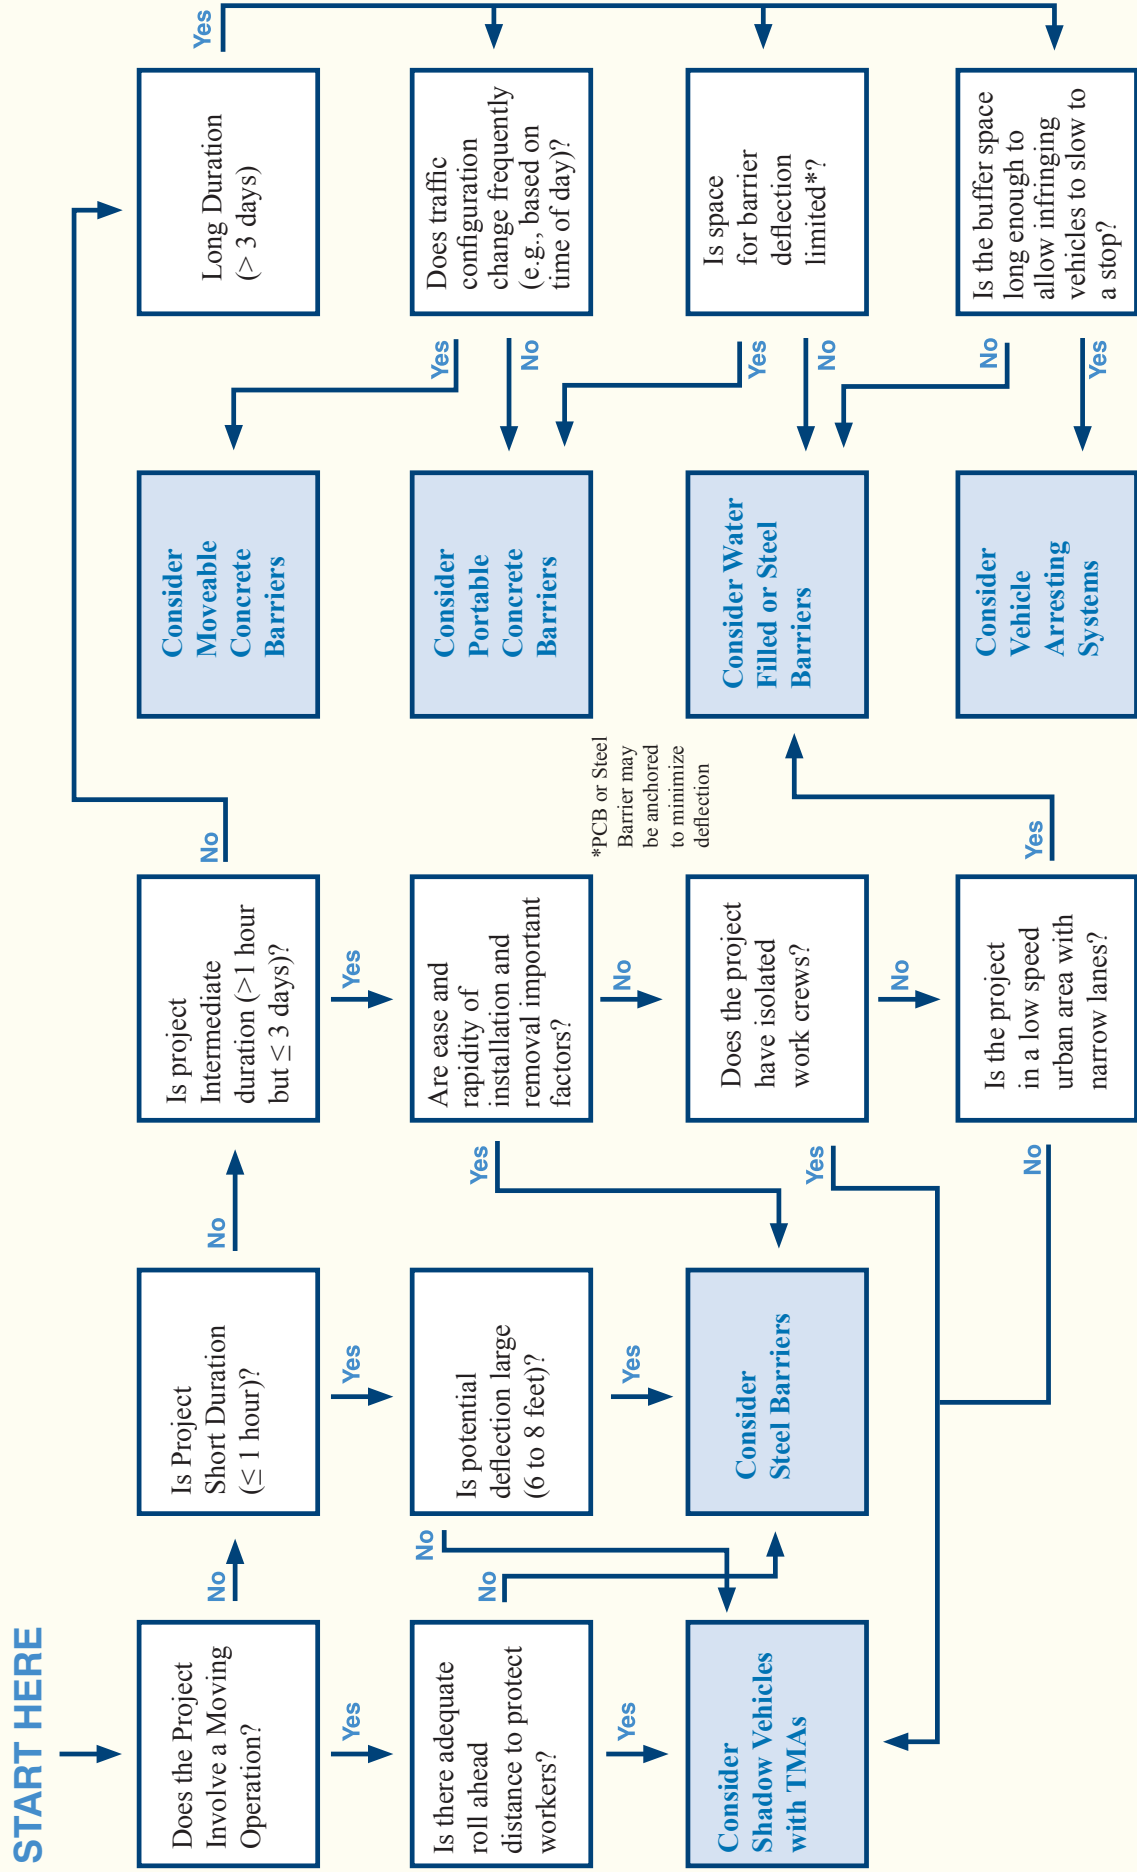 START HERE
Does the Project
Involve a Moving
Operation?
No
Is Project
Short Duration
(≤ 1 hour)?
No
Is project
Intermediate
duration (>1 hour
but ≤ 3 days)?
No
Long Duration
(> 3 days)
Yes
Yes
Yes
Yes
Consider
Moveable
Concrete
Barriers
Is there adequate
roll ahead
distance to protect
workers?
No
No
Is potential
deflection large
(6 to 8 feet)?
Yes
Are ease and
rapidity of
installation and
removal important
factors?
Consider
Portable
Concrete
Barriers
Yes
No
Does traffic
configuration
change frequently
(e.g., based on
time of day)?
Yes
Yes
No
*PCB or Steel
Barrier may
be anchored
to minimize
deflection
Consider
Shadow Vehicles
with TMAs
Consider
Steel Barriers
Yes
Does the project
have isolated
work crews?
Consider Water
Filled or Steel
Barriers
Yes
No
Is space
for barrier
deflection
limited*?
No
No
Is the project
in a low speed
urban area with
narrow lanes?
Yes
Consider
Vehicle
Arresting
Systems
No
Yes
Is the buffer space
long enough to
allow infringing
vehicles to slow to
a stop?